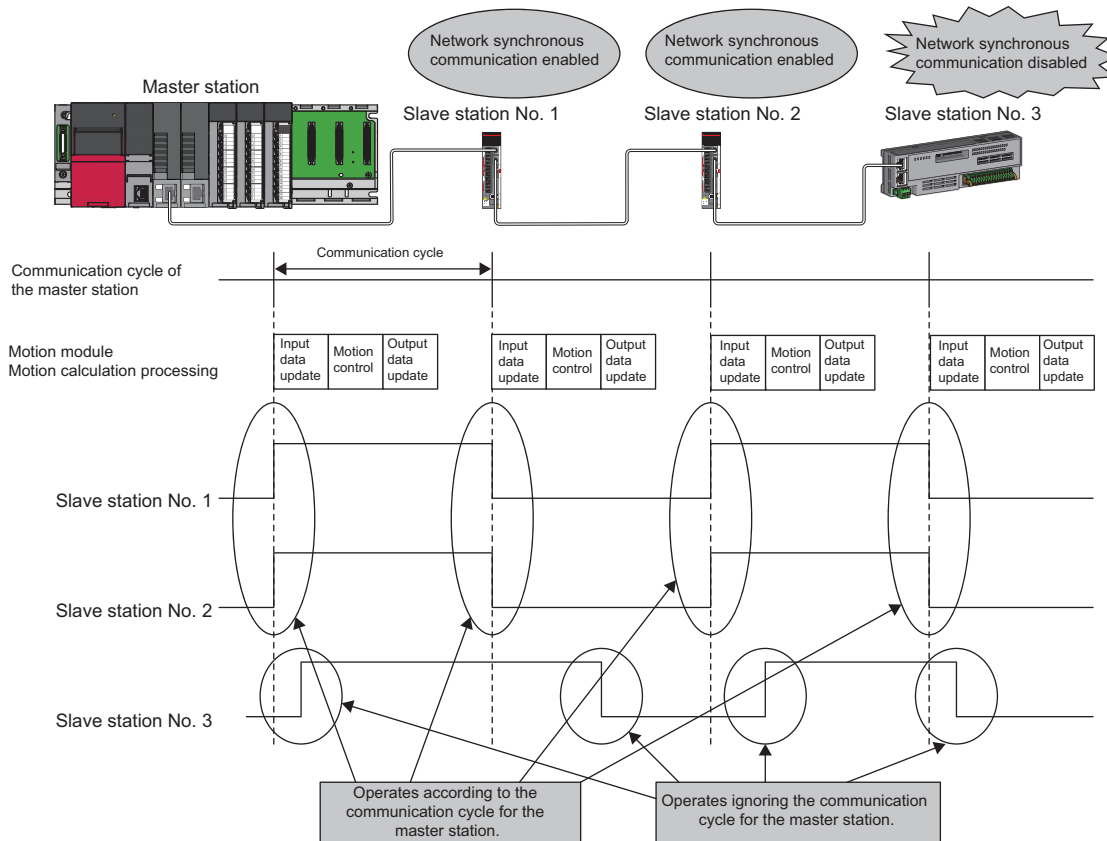 Network synchronous
communication enabled
Network synchronous
communication enabled
Network synchronous
communication disabled
Master station
Slave station No. 1
Slave station No. 2
Slave station No. 3
Communication cycle
Communication cycle of
the master station
Motion module
Motion calculation processing
Input
data
update
Motion
control
Output
data
update
Input
data
update
Motion
control
Output
data
update
Input
data
update
Motion
control
Output
data
update
Input
data
update
Motion
control
Output
data
update
Slave station No. 1
Slave station No. 2
Slave station No. 3
Operates according to the
communication cycle for the
master station.
Operates ignoring the communication
cycle for the master station.